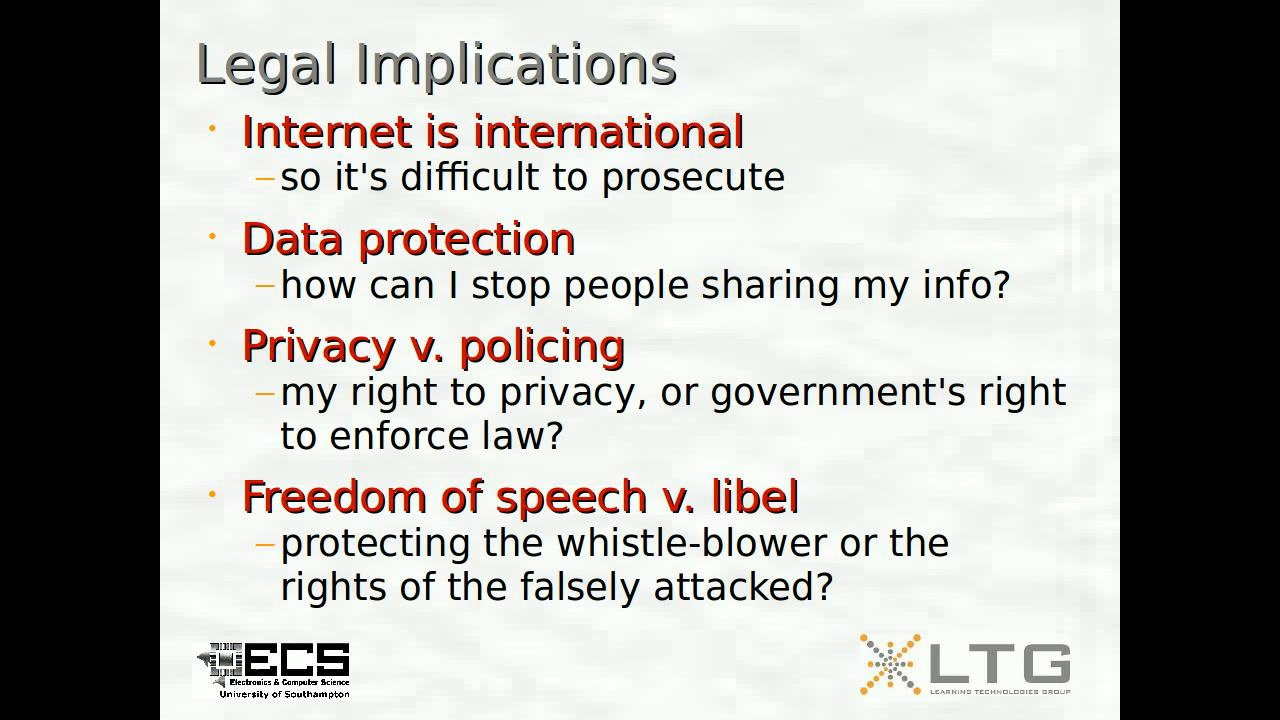 Legal Implications
• Internet is international
– so it's difficult to prosecute
• Data protection
– how can I stop people sharing my info?
• Privacy v. policing
– my right to privacy, or government's right
to enforce law?
• Freedom of speech v. libel
– protecting the whistle-blower or the
rights of the falsely attacked?
ECS
Electronics & Computer Science
University of Southampton
LTG
LEARNING TECHNOLOGIES GROUP